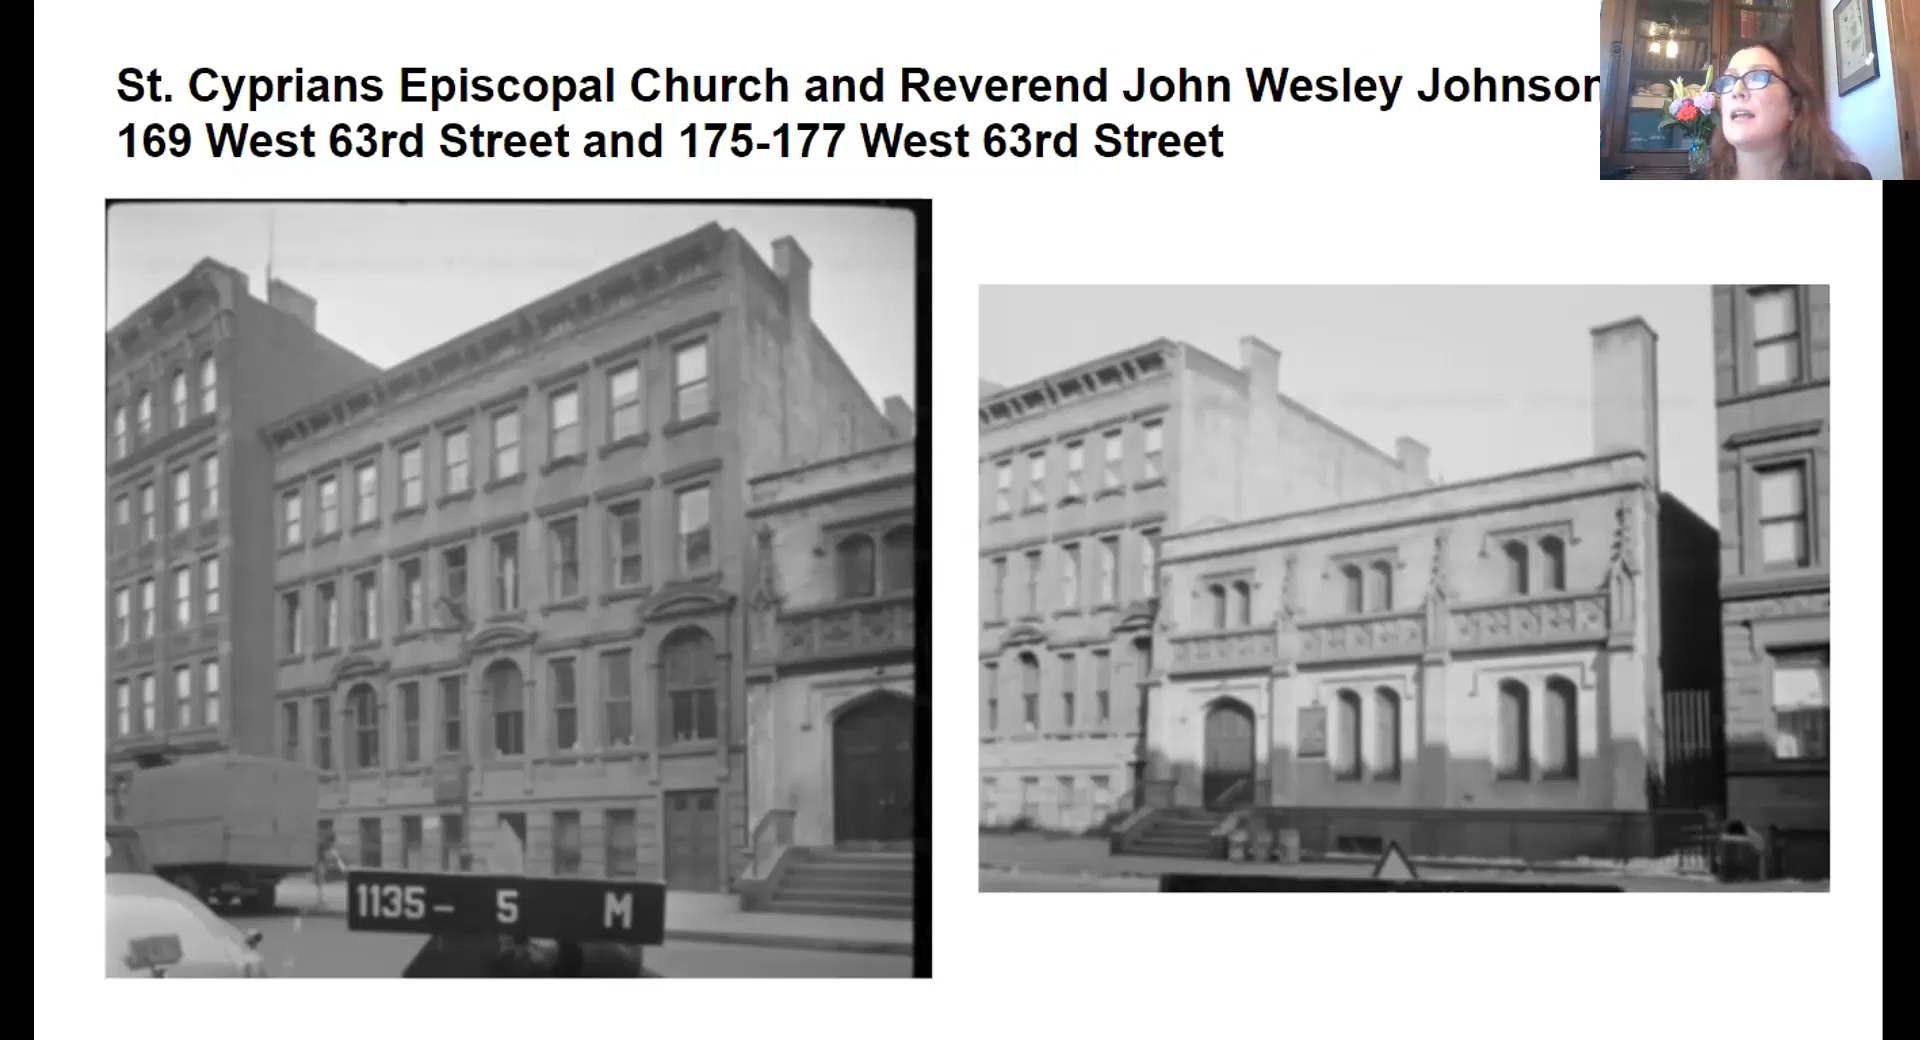 St. Cyprians Episcopal Church and Reverend John Wesley Johnson
169 West 63rd Street and 175-177 West 63rd Street
1135- 5 M